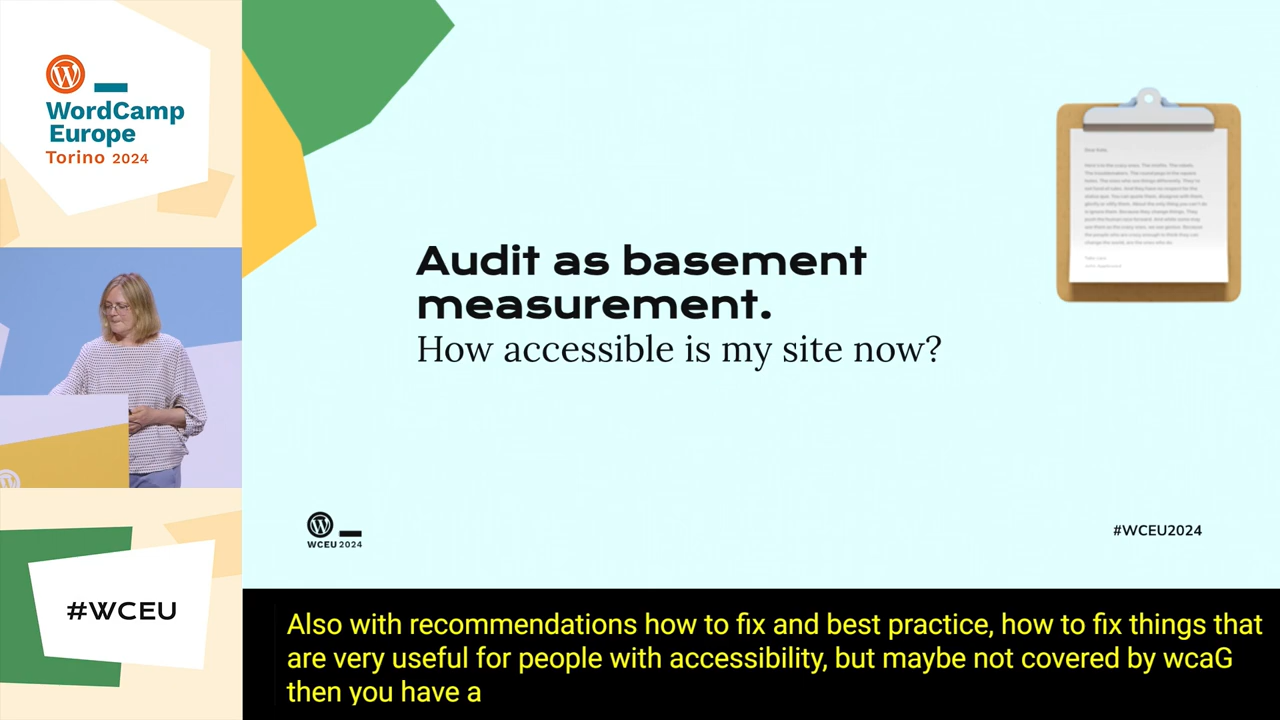 WordCamp
Europe
Torino 2024
#WCEU
Audit as basement
measurement.
How accessible is my site now?
WCEU 2024
#WCEU2024
Also with recommendations how to fix and best practice, how to fix things that
are very useful for people with accessibility, but maybe not covered by wcaG
then you have a